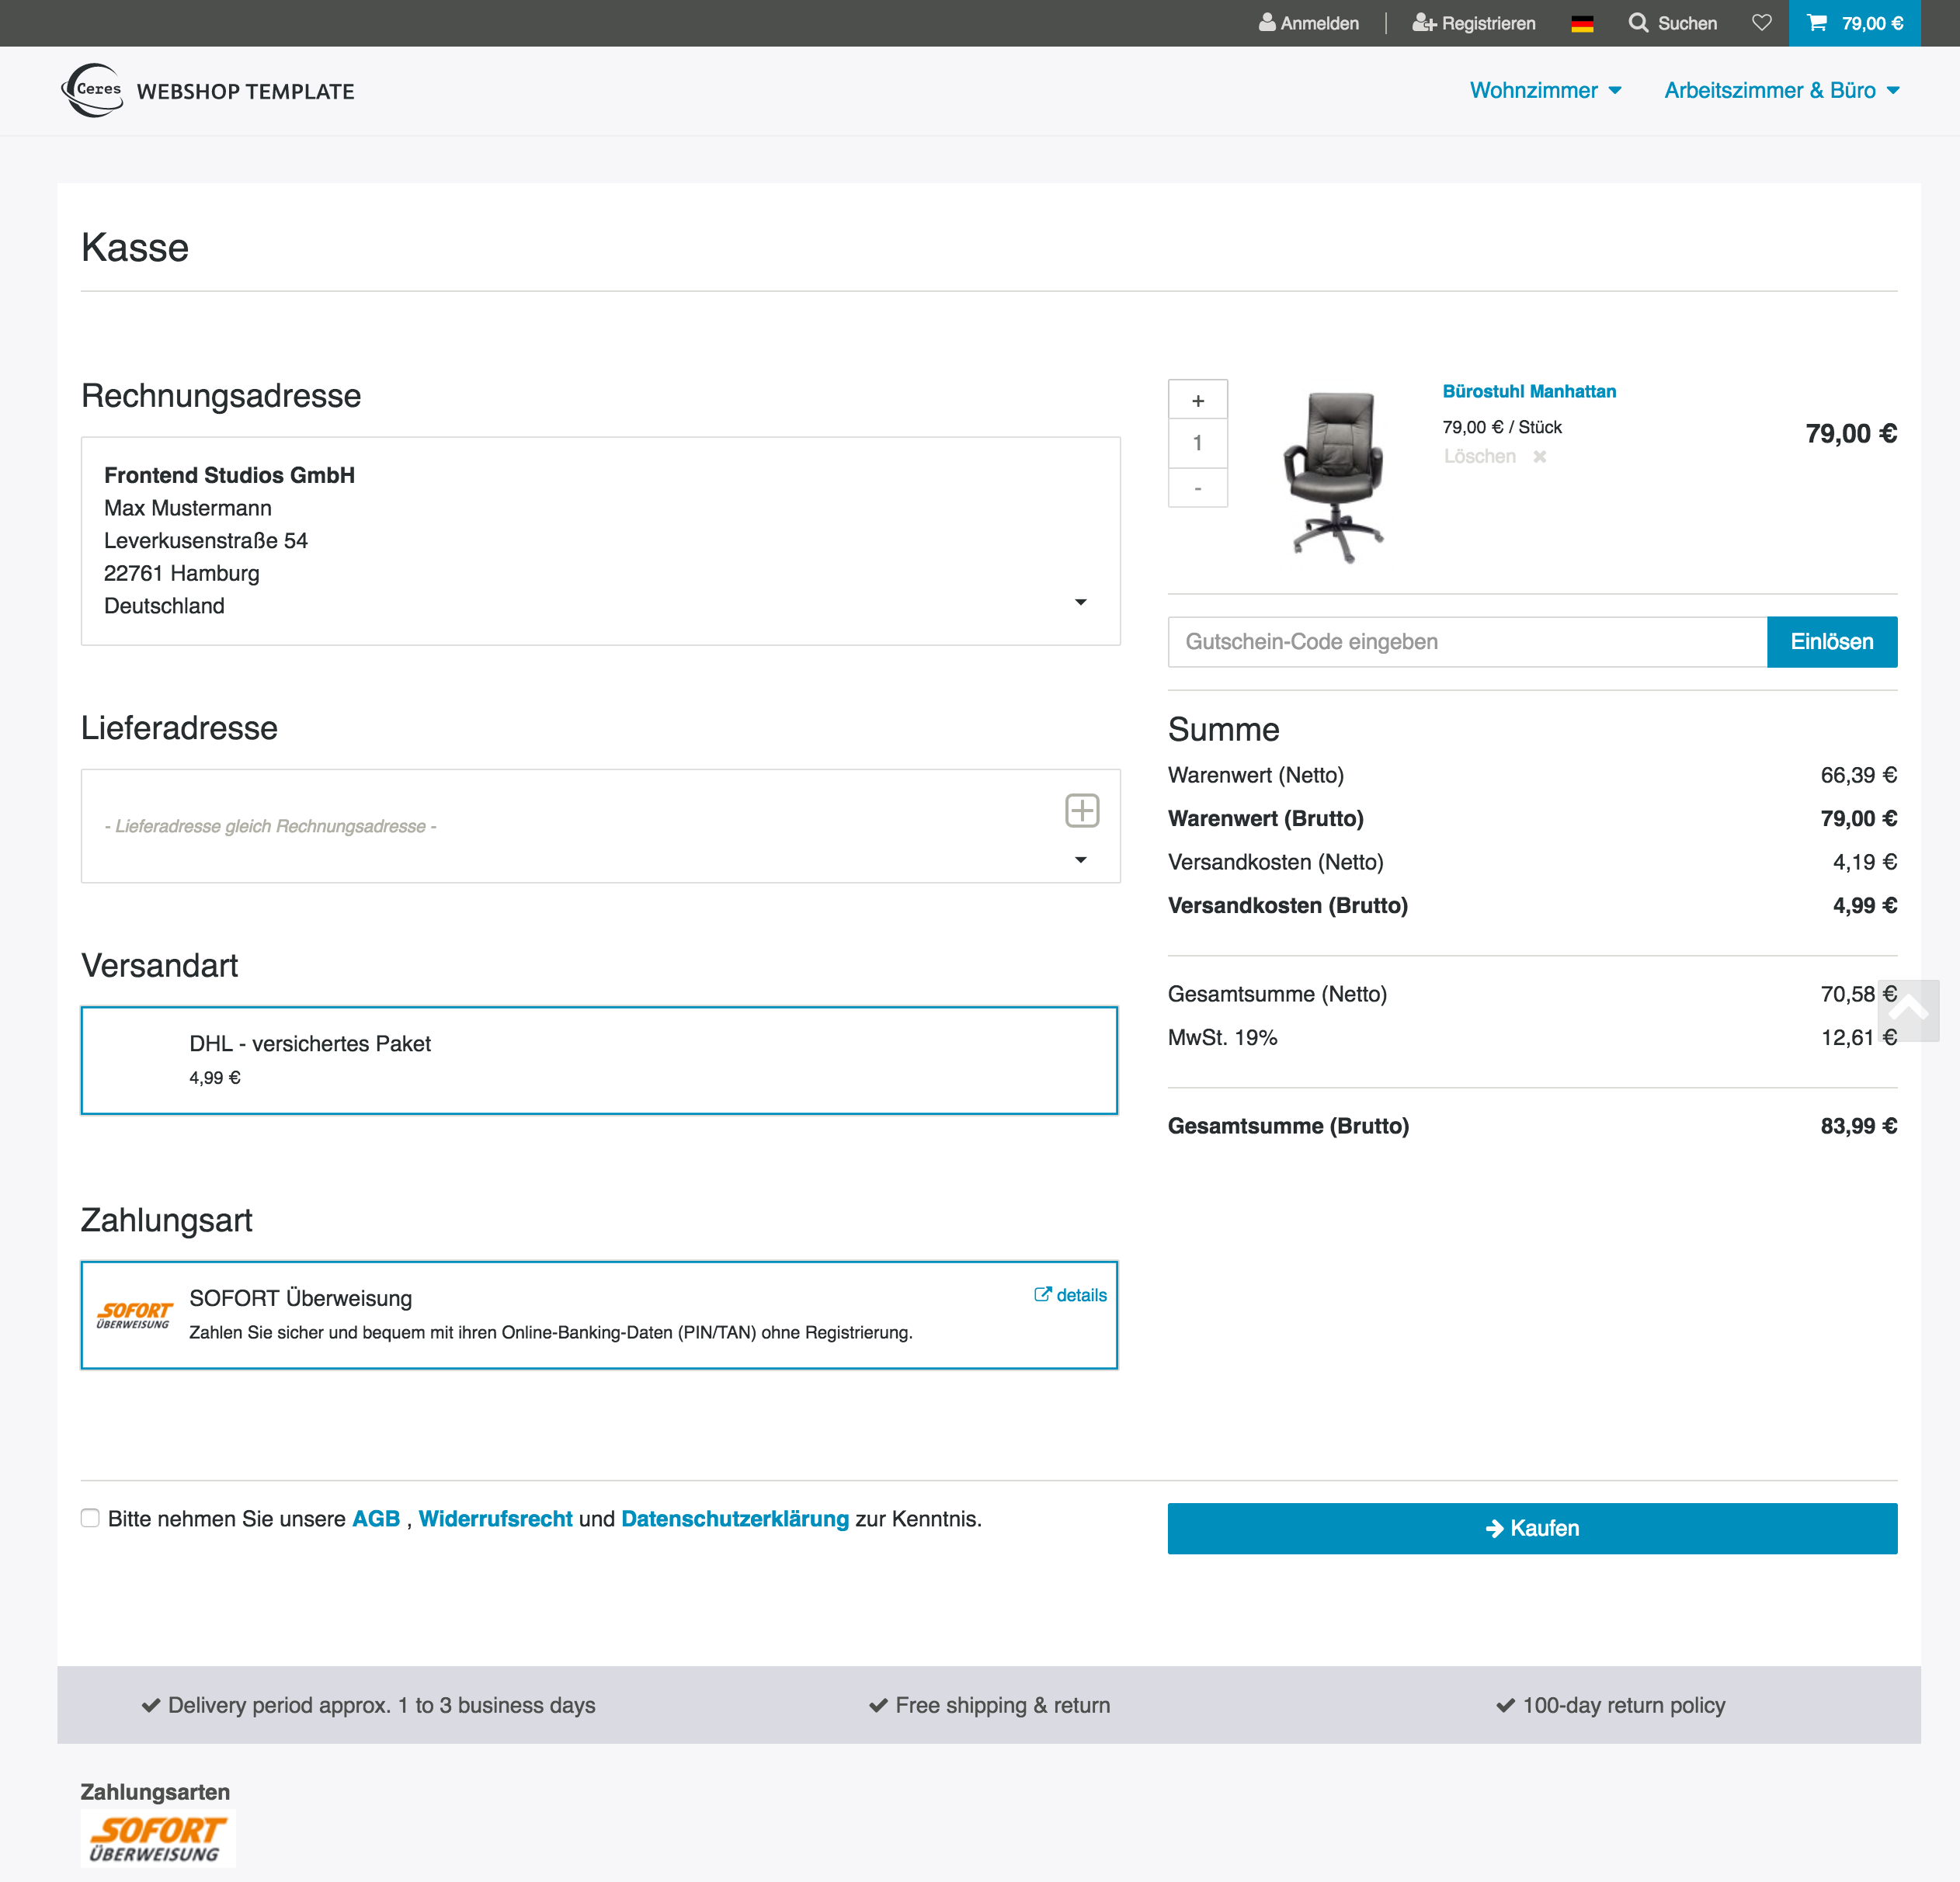 Anmelden | Registrieren Suchen 79,00 €
Ceres WEBSHOP TEMPLATE
Wohnzimmer Arbeitszimmer & Büro
Kasse
Rechnungsadresse
Frontend Studios GmbH
Max Mustermann
Leverkusenstraße 54
22761 Hamburg
Deutschland
Lieferadresse
- Lieferadresse gleich Rechnungsadresse -
Versandart
DHL - versichertes Paket
4,99 €
Zahlungsart
SOFORT
ÜBERWEISUNG
SOFORT Überweisung
details
Zahlen Sie sicher und bequem mit ihren Online-Banking-Daten (PIN/TAN) ohne Registrierung.
+
1
-
Bürostuhl Manhattan
79,00 € / Stück
Löschen
79,00 €
Gutschein-Code eingeben Einlösen
Summe
Warenwert (Netto) 66,39 €
Warenwert (Brutto) 79,00 €
Versandkosten (Netto) 4,19 €
Versandkosten (Brutto) 4,99 €
Gesamtsumme (Netto) 70,58 €
MwSt. 19% 12,61 €
Gesamtsumme (Brutto) 83,99 €
Bitte nehmen Sie unsere AGB , Widerrufsrecht und Datenschutzerklärung zur Kenntnis.
Kaufen
Delivery period approx. 1 to 3 business days Free shipping & return 100-day return policy
Zahlungsarten
SOFORT
ÜBERWEISUNG